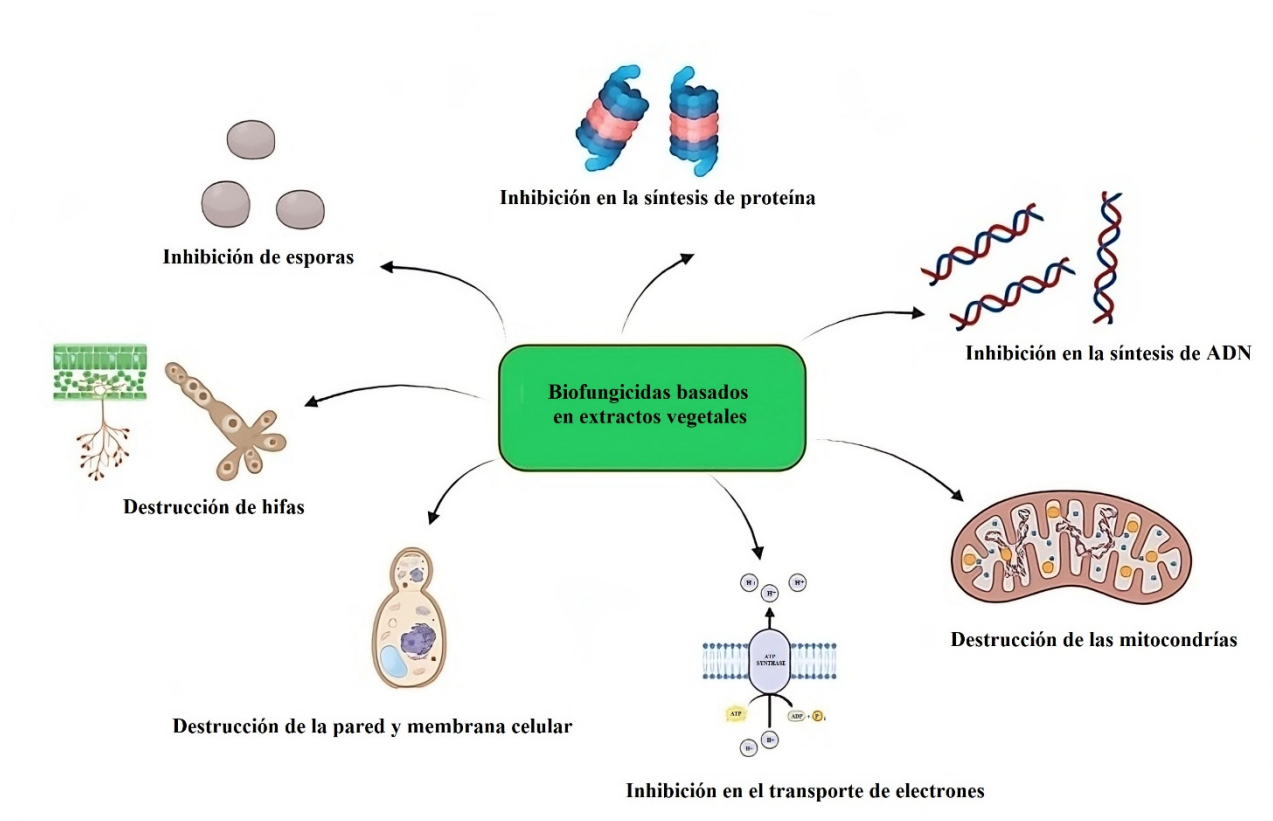 Inhibición en la síntesis de proteína
Inhibición de esporas
Inhibición en la síntesis de ADN
Biofungicidas basados
en extractos vegetales
Destrucción de hifas
Destrucción de las mitocondrías
Destrucción de la pared y membrana celular
H+
H+
H+
ATP
SYNTHASE
ATP
ADP + P i
H+
H+
Inhibición en el transporte de electrones